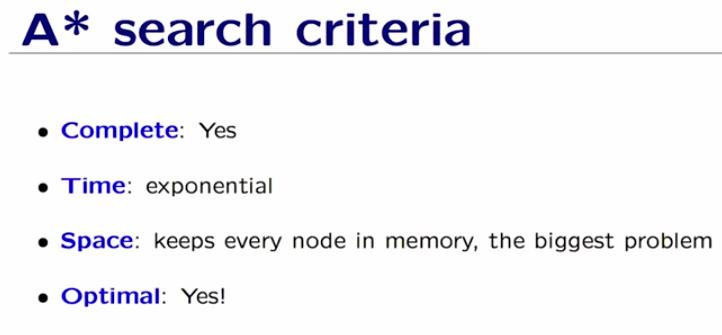 A* search criteria
• Complete: Yes
• Time: exponential
• Space: keeps every node in memory, the biggest problem
• Optimal: Yes!